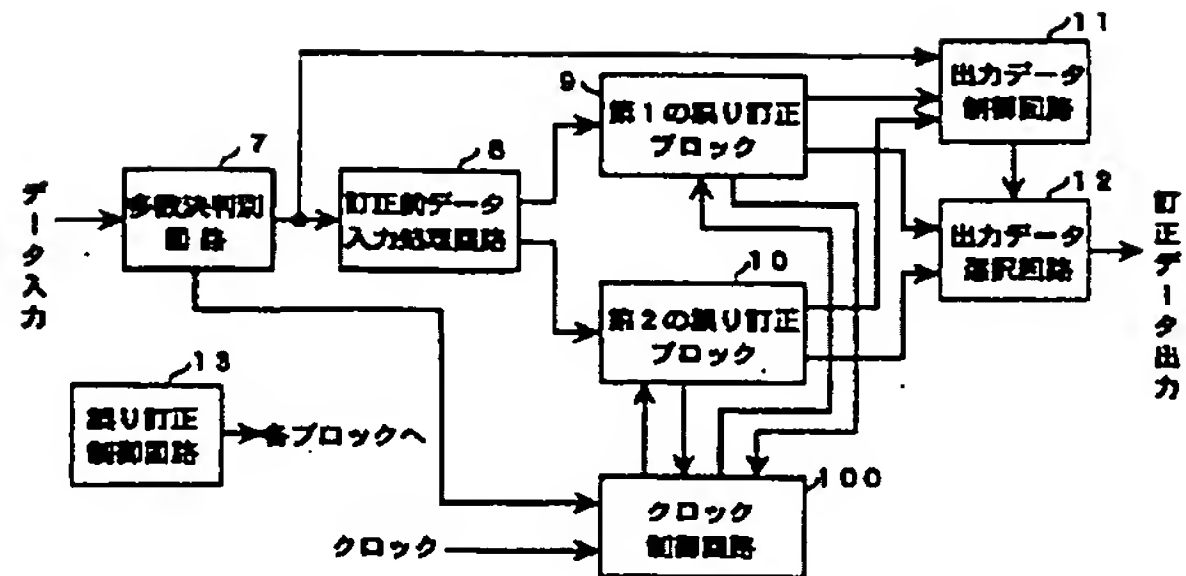 データ入力
7
多数決判別
回路
8
訂正前データ
入力処理回路
9
第1の誤り訂正
ブロック
10
第2の誤り訂正
ブロック
11
出力データ
制御回路
12
出力データ
選択回路
訂正データ出力
13
誤り訂正
制御回路
各ブロックへ
クロック
100
クロック
制御回路